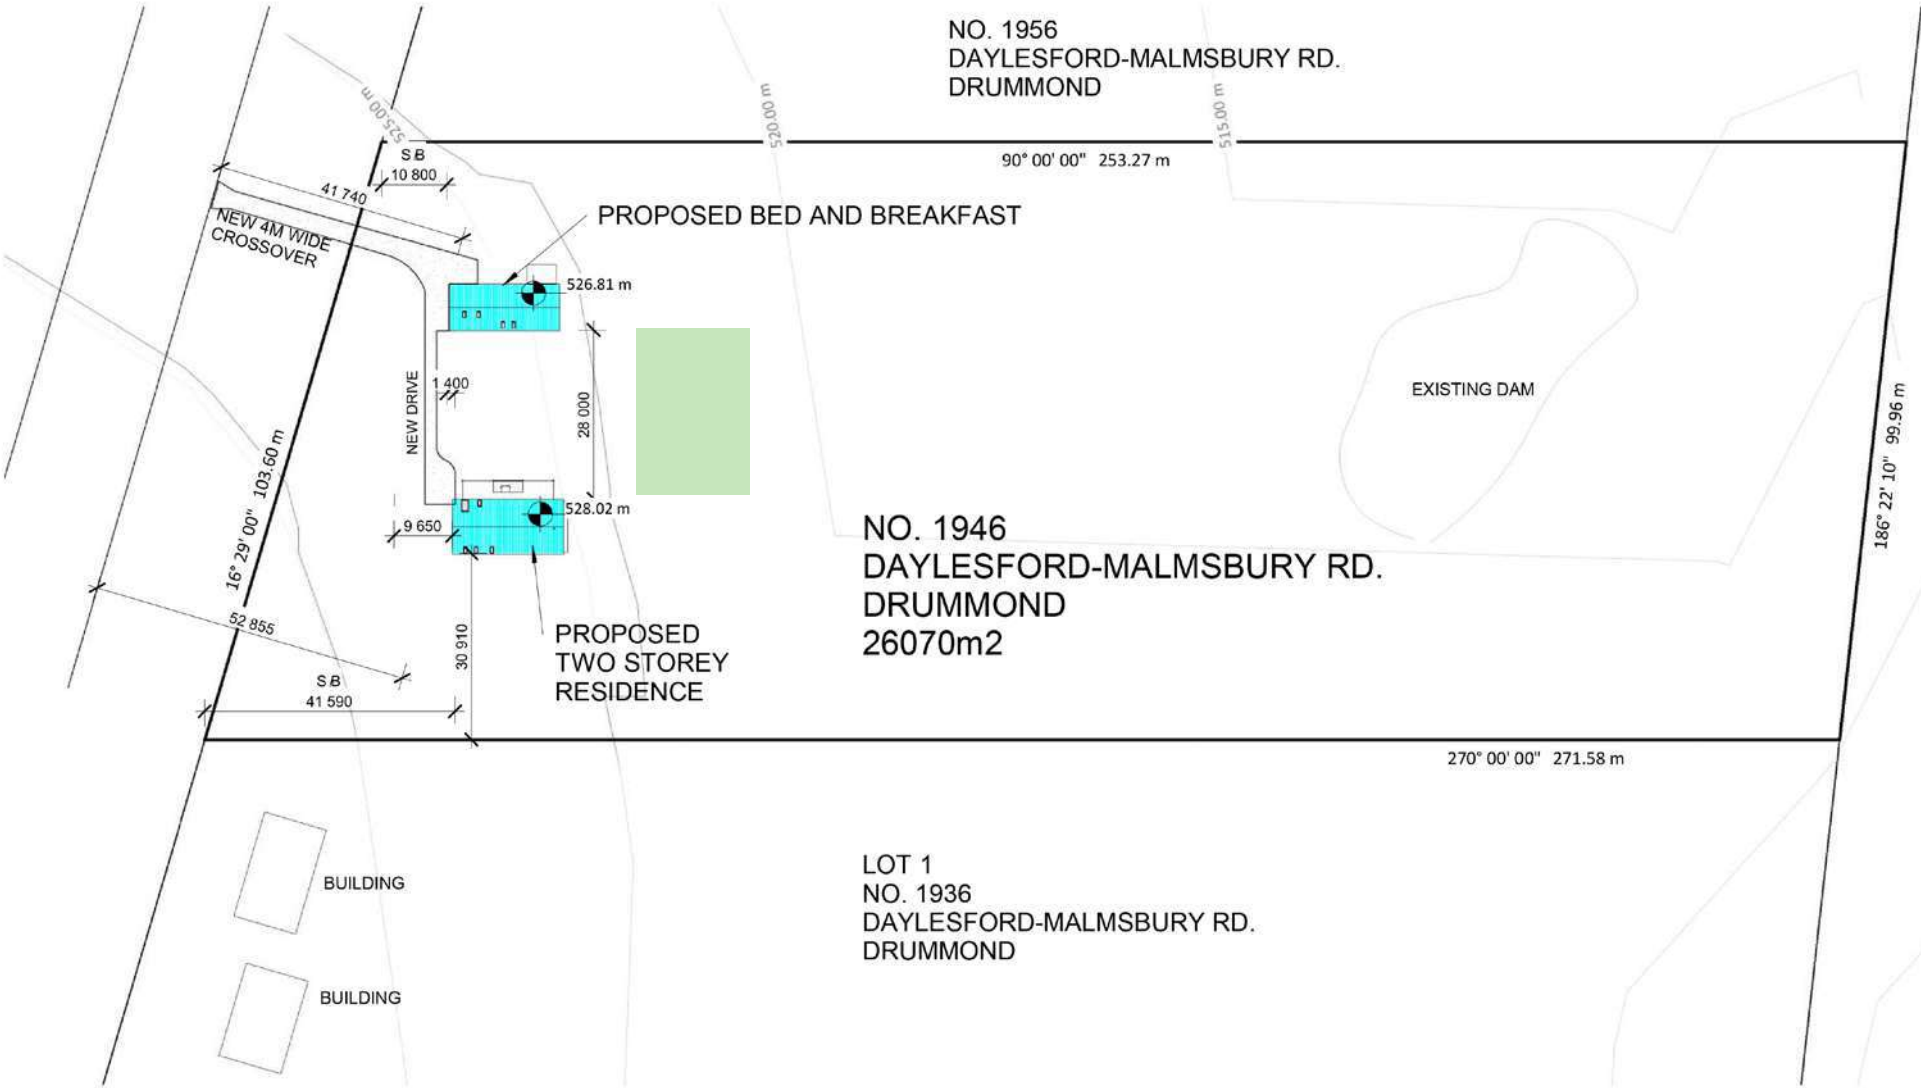 NO. 1956
DAYLESFORD-MALMSBURY RD.
DRUMMOND
525.00 m
520.00 m
515.00 m
90° 00' 00" 253.27 m
SB
10 800
41 740
NEW 4M WIDE
CROSSOVER
PROPOSED BED AND BREAKFAST
526.81 m
NEW DRIVE
1 400
28 000
EXISTING DAM
186° 22' 10" 99.96 m
16° 29' 00" 103.60 m
9 650
528.02 m
NO. 1946
DAYLESFORD-MALMSBURY RD.
DRUMMOND
26070m2
52 855
30 910
PROPOSED
TWO STOREY
RESIDENCE
SB
41 590
270° 00' 00" 271.58 m
BUILDING
BUILDING
LOT 1
NO. 1936
DAYLESFORD-MALMSBURY RD.
DRUMMOND